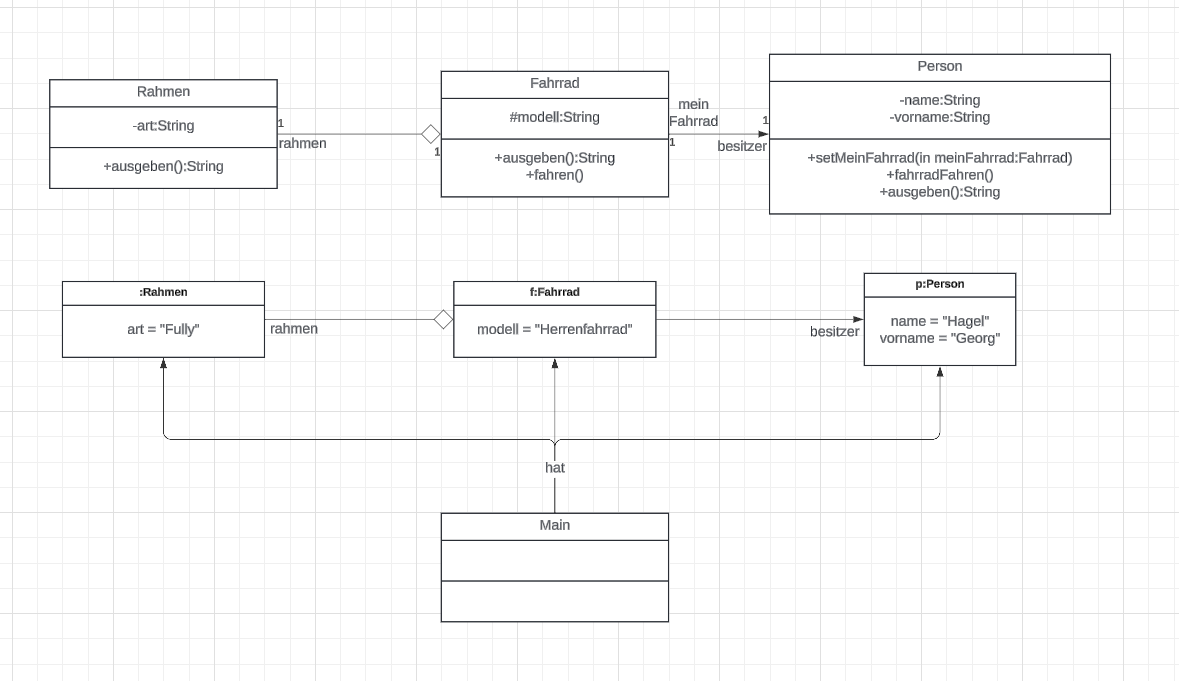 Rahmen
-art:String
+ausgeben():String
1
rahmen
1
Fahrrad
#modell:String
+ausgeben():String
+fahren()
mein
Fahrrad
1
1
besitzer
Person
-name:String
-vorname:String
+setMeinFahrrad(in meinFahrrad:Fahrrad)
+fahrradFahren()
+ausgeben():String
:Rahmen
art = "Fully"
rahmen
f:Fahrrad
modell = "Herrenfahrrad"
besitzer
p:Person
name = "Hagel"
vorname = "Georg"
hat
Main